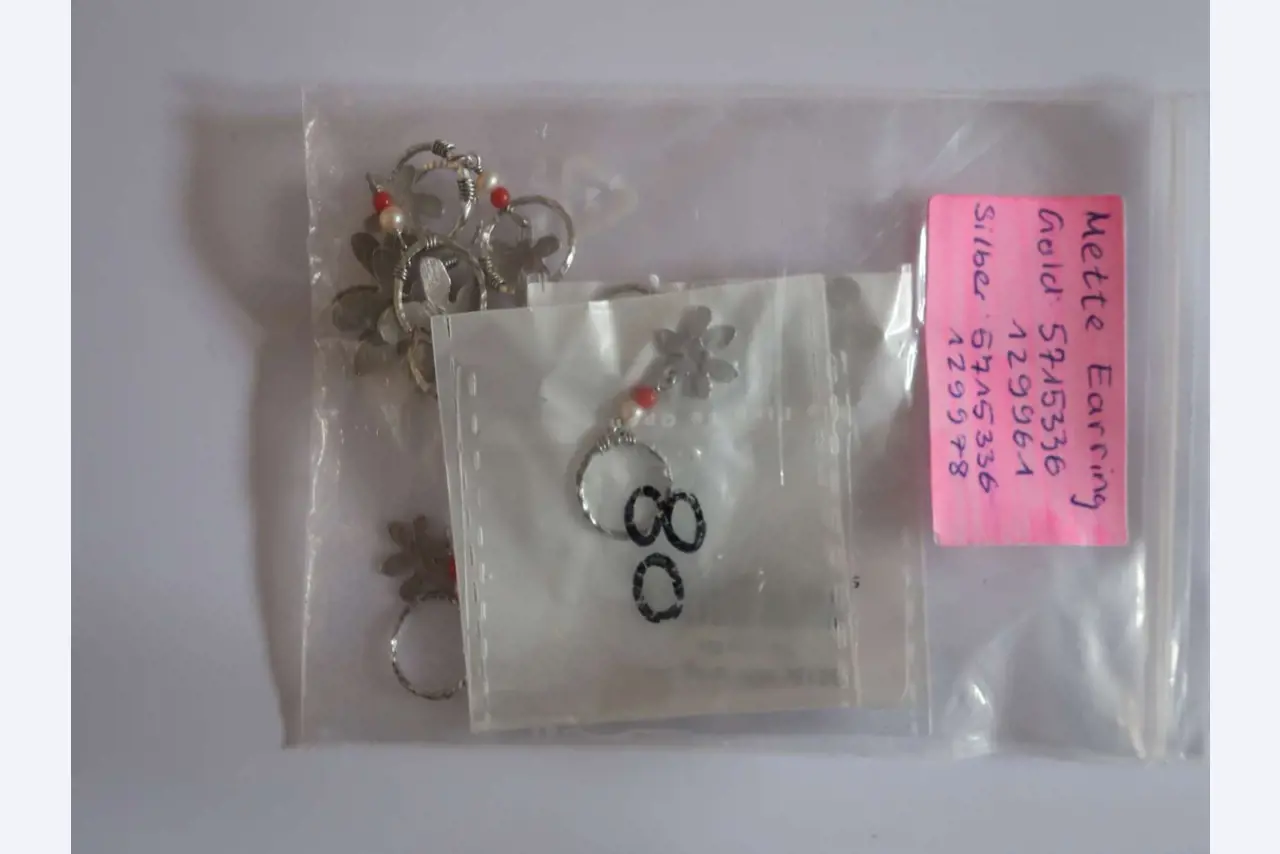 Mette Earring
Gold: 5715336
129961
Silber: 5715336
129978
80